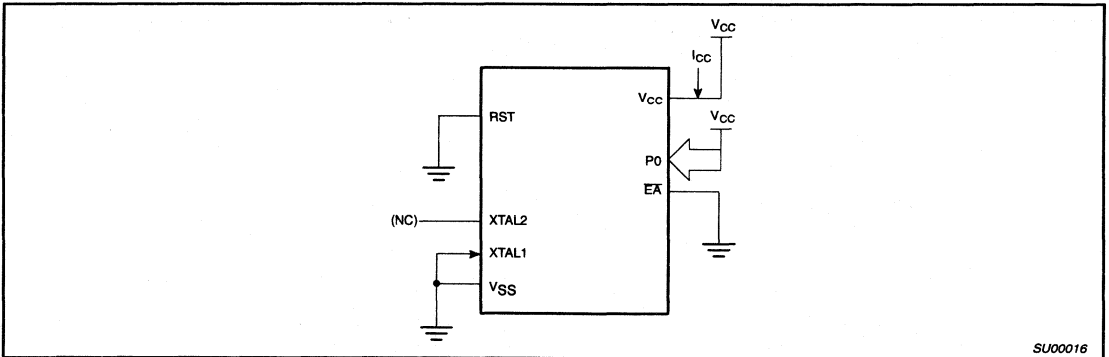 VCC
ICC
VCC
RST
VCC
P0
EA
(NC)
XTAL2
XTAL1
VSS
SU00016